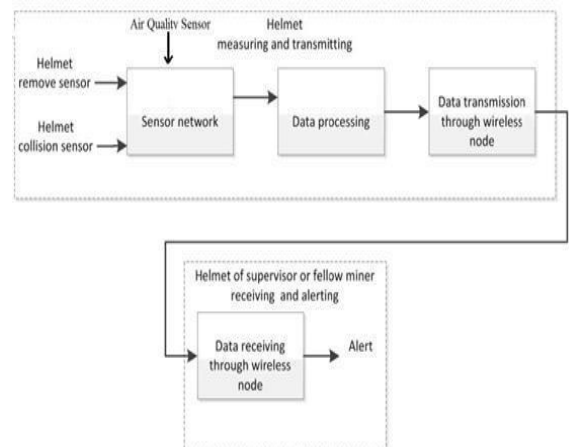 Air Quality Sensor
Helmet
measuring and transmitting
Helmet
remove sensor
Helmet
collision sensor
Sensor network
Data processing
Data transmission
through wireless
node
Helmet of supervisor or fellow miner
receiving and alerting
Data receiving
through wireless
node
Alert